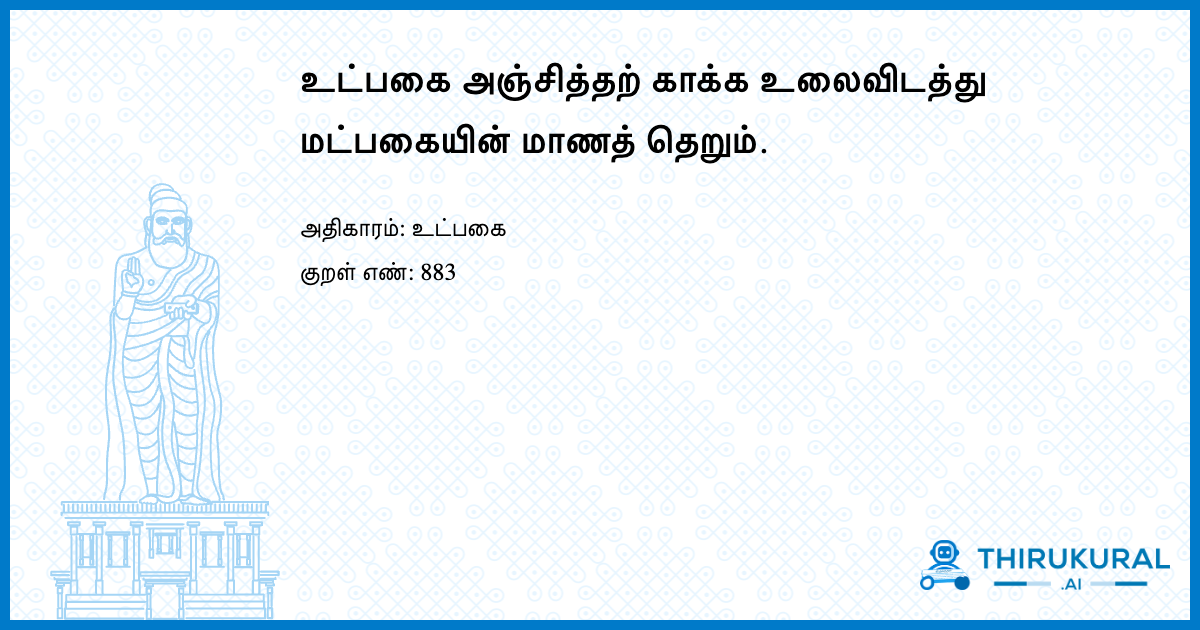 உட்பகை அஞ்சித்தற் காக்க உலைவிடத்து
மட்பகையின் மாணத் தெறும்.
அதிகாரம்: உட்பகை
குறள் எண்: 883
THIRUKURAL
.AI